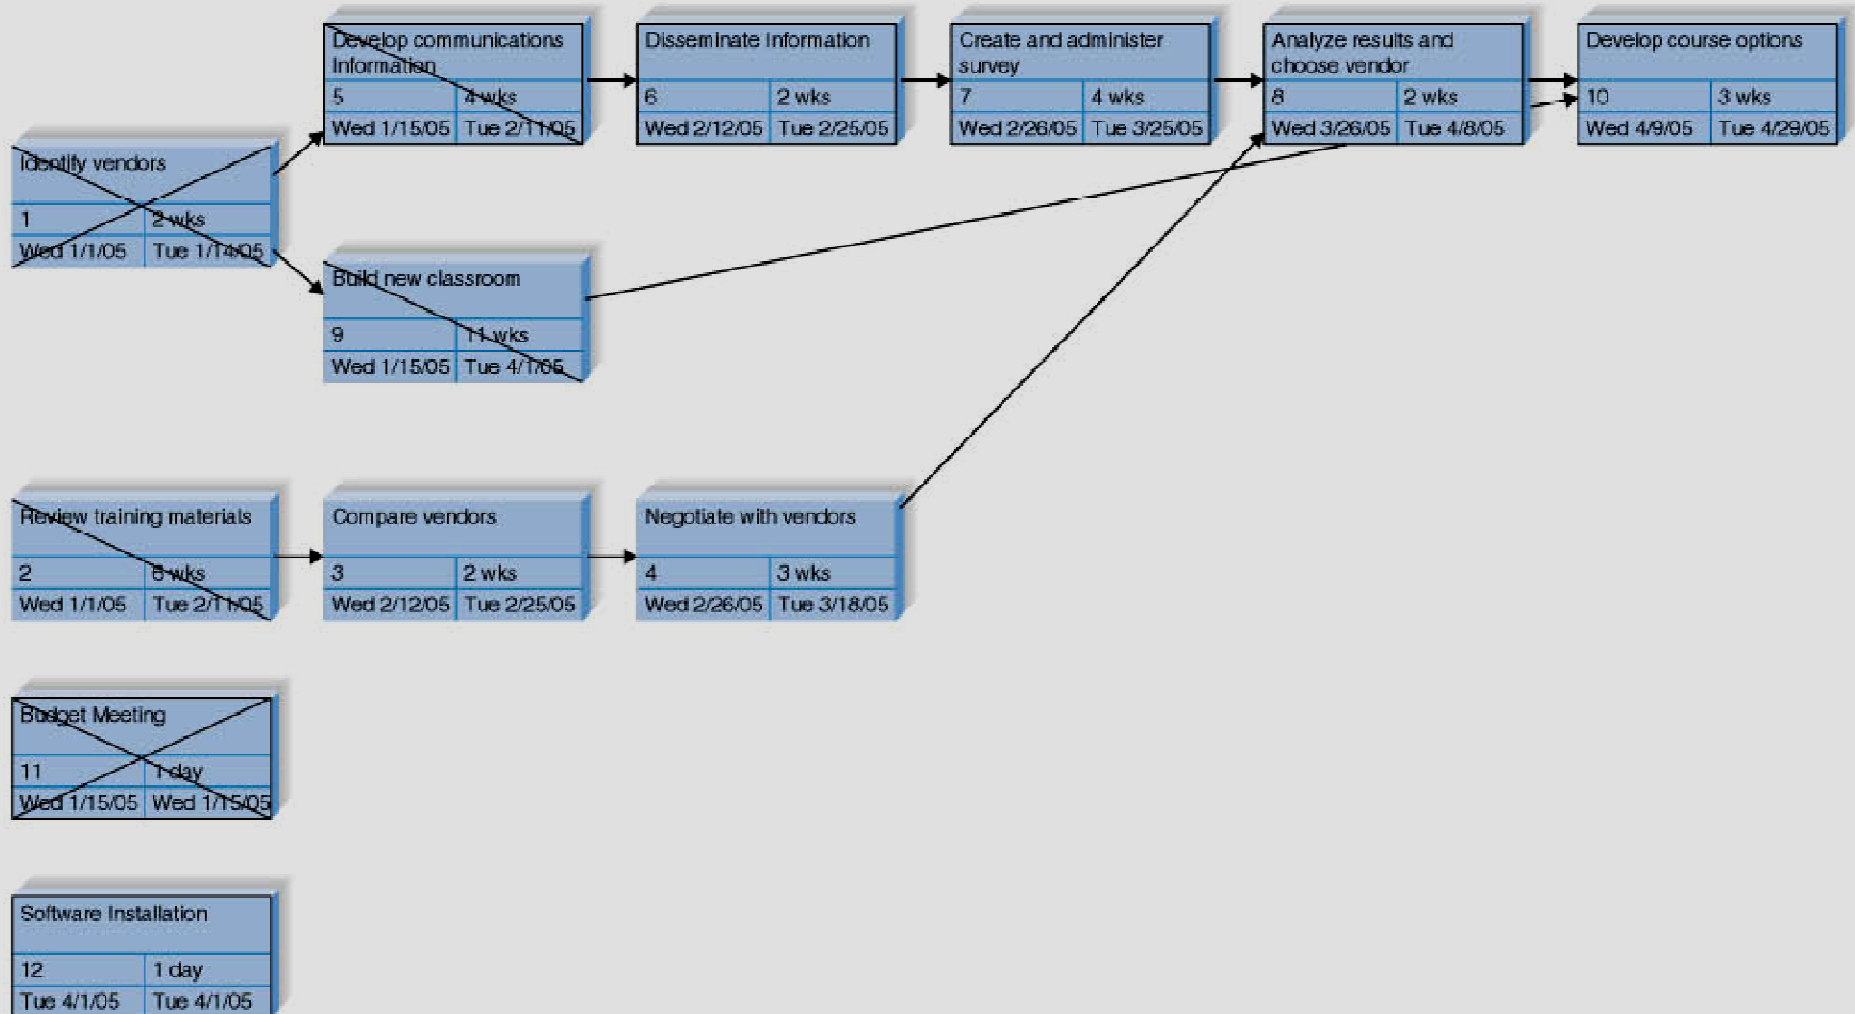 Develop communications
Information
5 4 wks
Wed 1/15/05 Tue 2/11/05
Disseminate Information
6 2 wks
Wed 2/12/05 Tue 2/25/05
Create and administer
survey
7 4 wks
Wed 2/26/05 Tue 3/25/05
Analyze results and
choose vendor
8 2 wks
Wed 3/26/05 Tue 4/8/05
Develop course options
10 3 wks
Wed 4/9/05 Tue 4/29/05
Identify vendors
1 2 wks
Wed 1/1/05 Tue 1/14/05
Build new classroom
9 11 wks
Wed 1/15/05 Tue 4/1/05
Review training materials
2 6 wks
Wed 1/1/05 Tue 2/11/05
Compare vendors
3 2 wks
Wed 2/12/05 Tue 2/25/05
Negotiate with vendors
4 3 wks
Wed 2/26/05 Tue 3/18/05
Budget Meeting
11 1 day
Wed 1/15/05 Wed 1/15/05
Software Installation
12 1 day
Tue 4/1/05 Tue 4/1/05